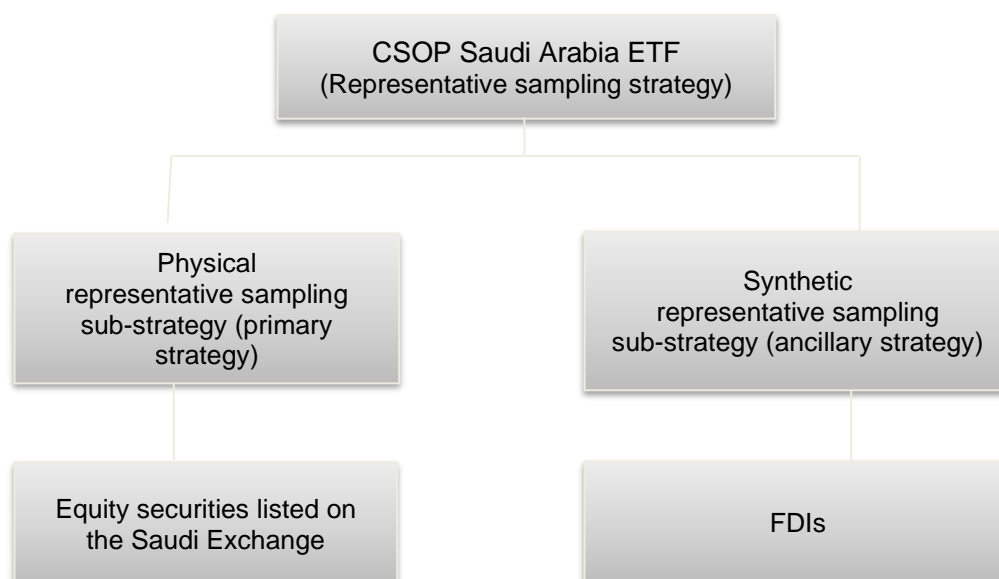 CSOP Saudi Arabia ETF
(Representative sampling strategy)
Physical
representative sampling
sub-strategy (primary
strategy)
Synthetic
representative sampling
sub-strategy (ancillary strategy)
Equity securities listed on
the Saudi Exchange
FDIs